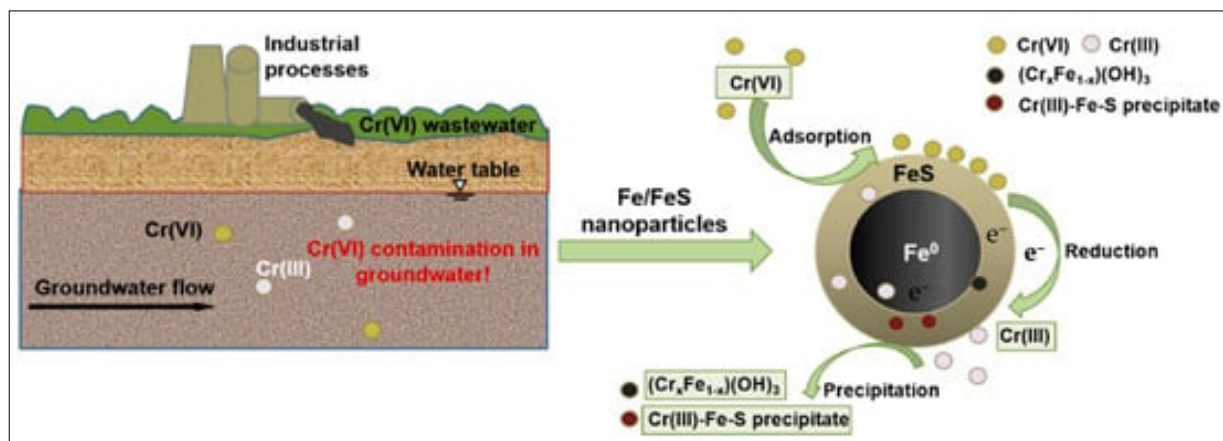 Industrial
processes
Cr(VI) wastewater
Water table
Cr(VI)
Cr(VI) contamination in
groundwater!
Cr(III)
Groundwater flow
Fe/FeS
nanoparticles
Cr(VI)
Adsorption
FeS
Fe⁰
e⁻
e⁻
e⁻
Reduction
Cr(III)
Precipitation
(CrₓFe₁₋ₓ)(OH)₃
Cr(III)-Fe-S precipitate
Cr(VI) Cr(III)
(CrₓFe₁₋ₓ)(OH)₃
Cr(III)-Fe-S precipitate